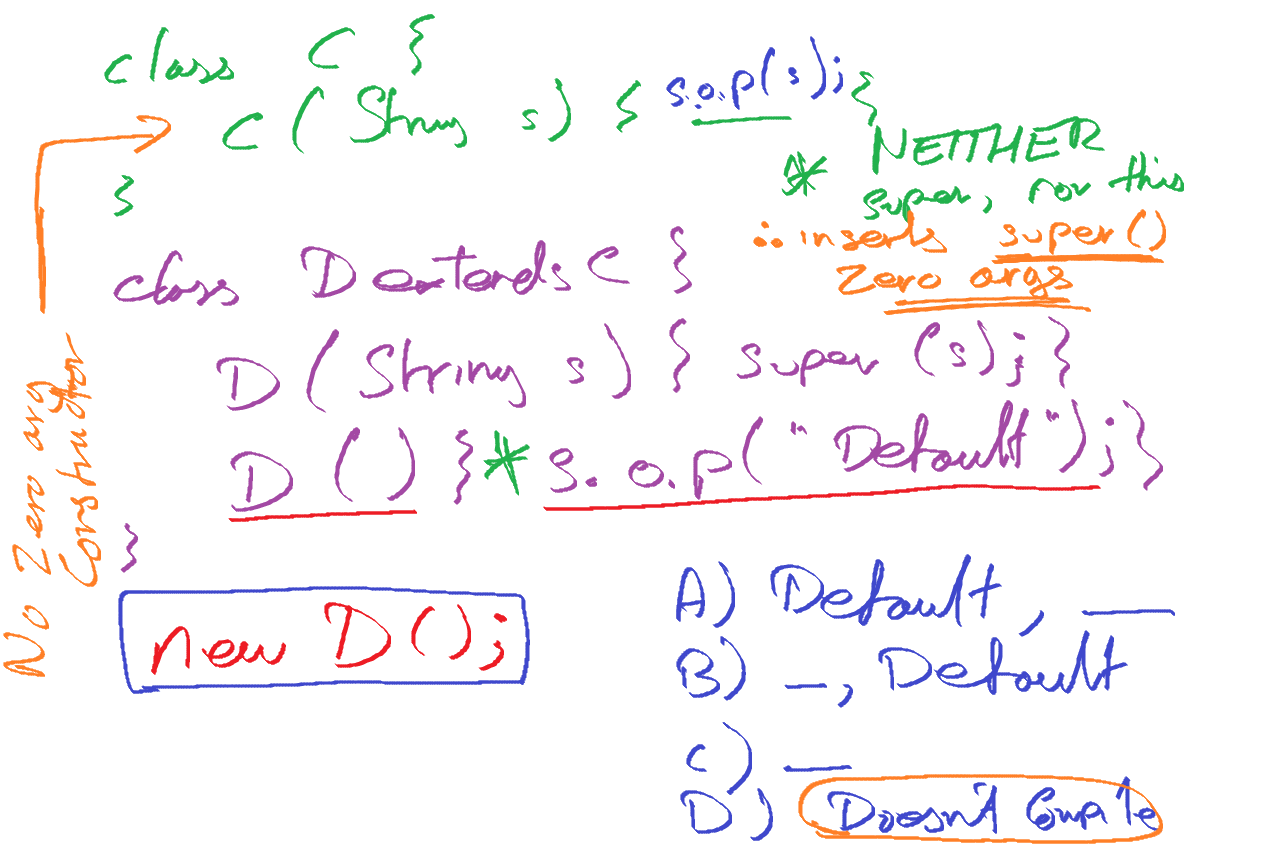 class C {
C (String s) { s.o.p(s); }
}
* NEITHER
super, nor this
∴ inserts super()
Zero args
class D extends C {
D (String s) { super (s); }
D () { * S.o.p("Default"); }
}
No Zero arg
Constructor
new D();
A) Default, __
B) _, Default
C) __
D) Doesn't Compile